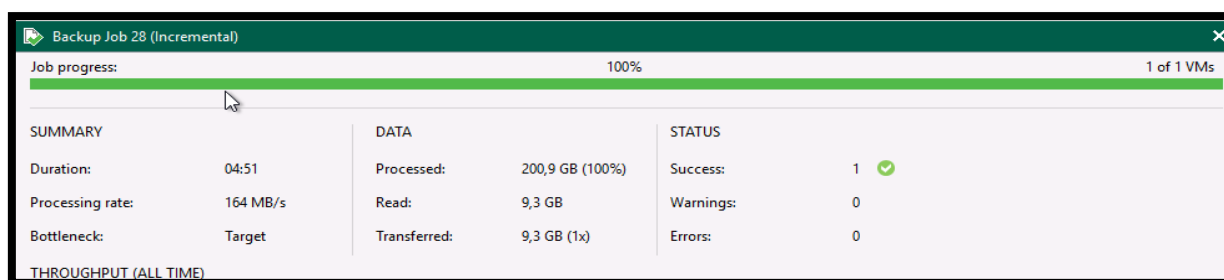 Backup Job 28 (Incremental)
Job progress: 100% 1 of 1 VMs
SUMMARY DATA STATUS
Duration: 04:51 Processed: 200,9 GB (100%) Success: 1
Processing rate: 164 MB/s Read: 9,3 GB Warnings: 0
Bottleneck: Target Transferred: 9,3 GB (1x) Errors: 0
THROUGHPUT (ALL TIME)